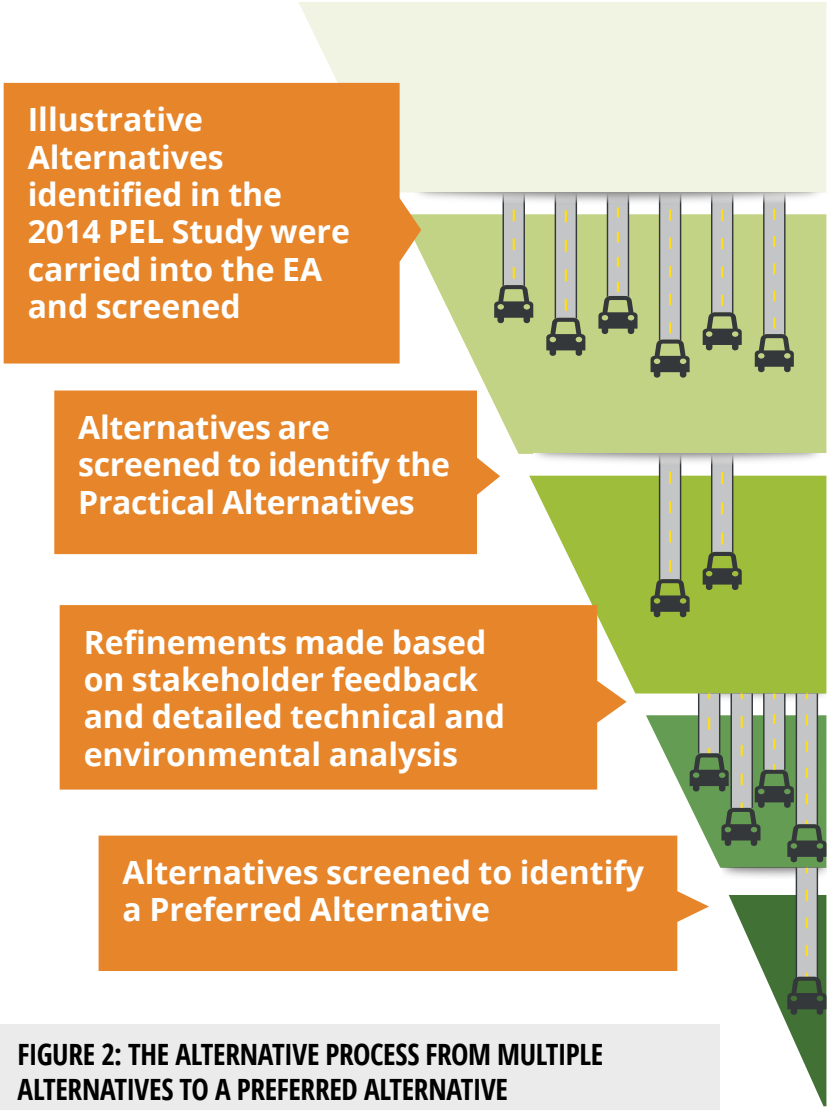 Illustrative
Alternatives
identified in the
2014 PEL Study were
carried into the EA
and screened
Alternatives are
screened to identify the
Practical Alternatives
Refinements made based
on stakeholder feedback
and detailed technical and
environmental analysis
Alternatives screened to identify
a Preferred Alternative
FIGURE 2: THE ALTERNATIVE PROCESS FROM MULTIPLE
ALTERNATIVES TO A PREFERRED ALTERNATIVE